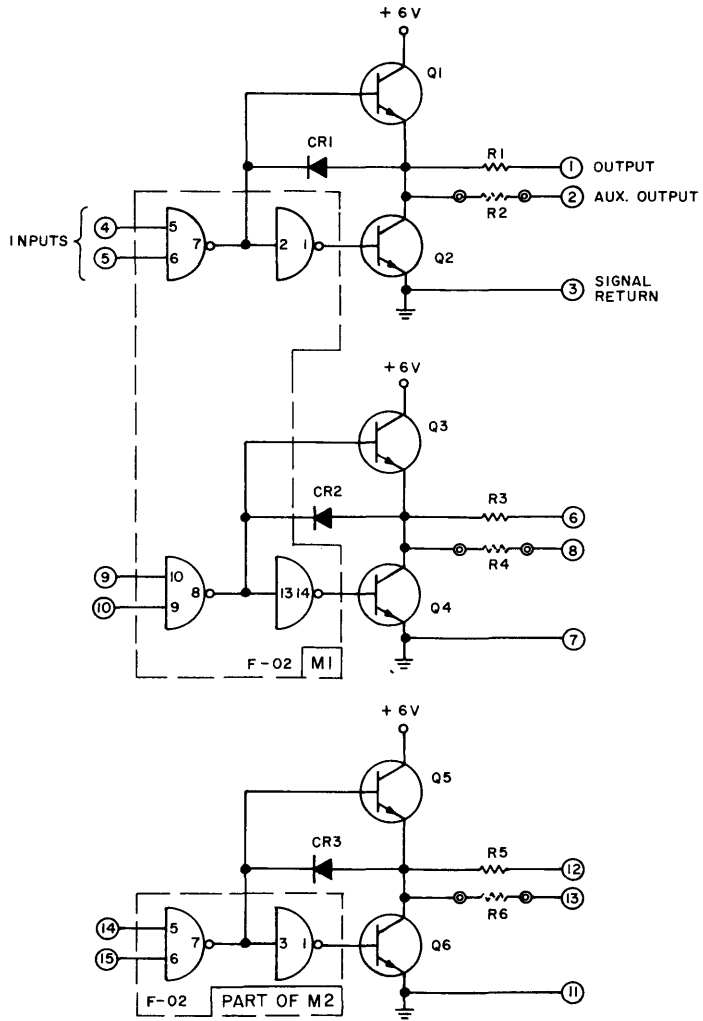 + 6V
Q1
CR1
R1
1 OUTPUT
2 AUX. OUTPUT
R2
INPUTS
4
5
5
6
7
2
1
Q2
3 SIGNAL
RETURN
+ 6V
Q3
CR2
R3
6
8
R4
9
10
10
9
8
13 14
Q4
7
F-02 M1
+ 6V
Q5
CR3
R5
12
13
R6
14
15
5
6
7
3
1
Q6
11
F-02 PART OF M2